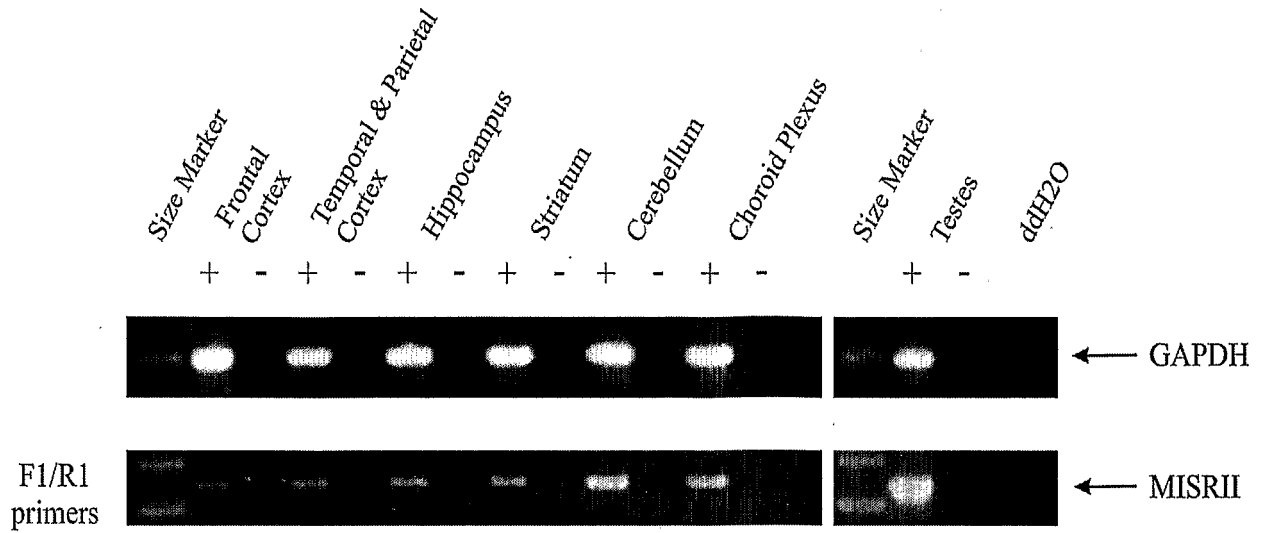 Size Marker
Frontal
Cortex
Temporal & Parietal
Cortex
Hippocampus
Striatum
Cerebellum
Choroid Plexus
Size Marker
Testes
ddH2O
+ - + - + - + - + - + - + -
GAPDH
F1/R1
primers
MISRII